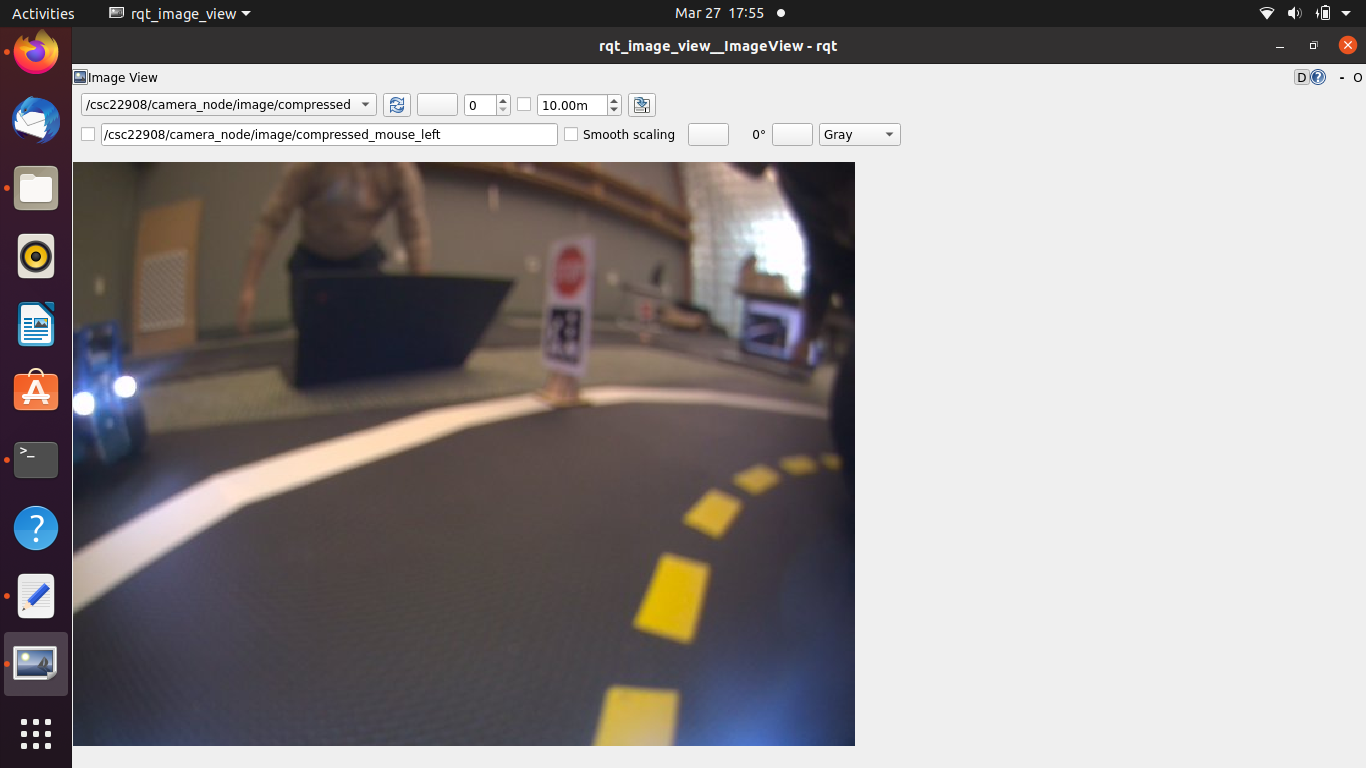 Activities
rqt_image_view
Mar 27 17:55
rqt_image_view__ImageView - rqt
Image View
D
- O
/csc22908/camera_node/image/compressed
0
10.00m
/csc22908/camera_node/image/compressed_mouse_left
Smooth scaling
0°
Gray
STOP
>_
?